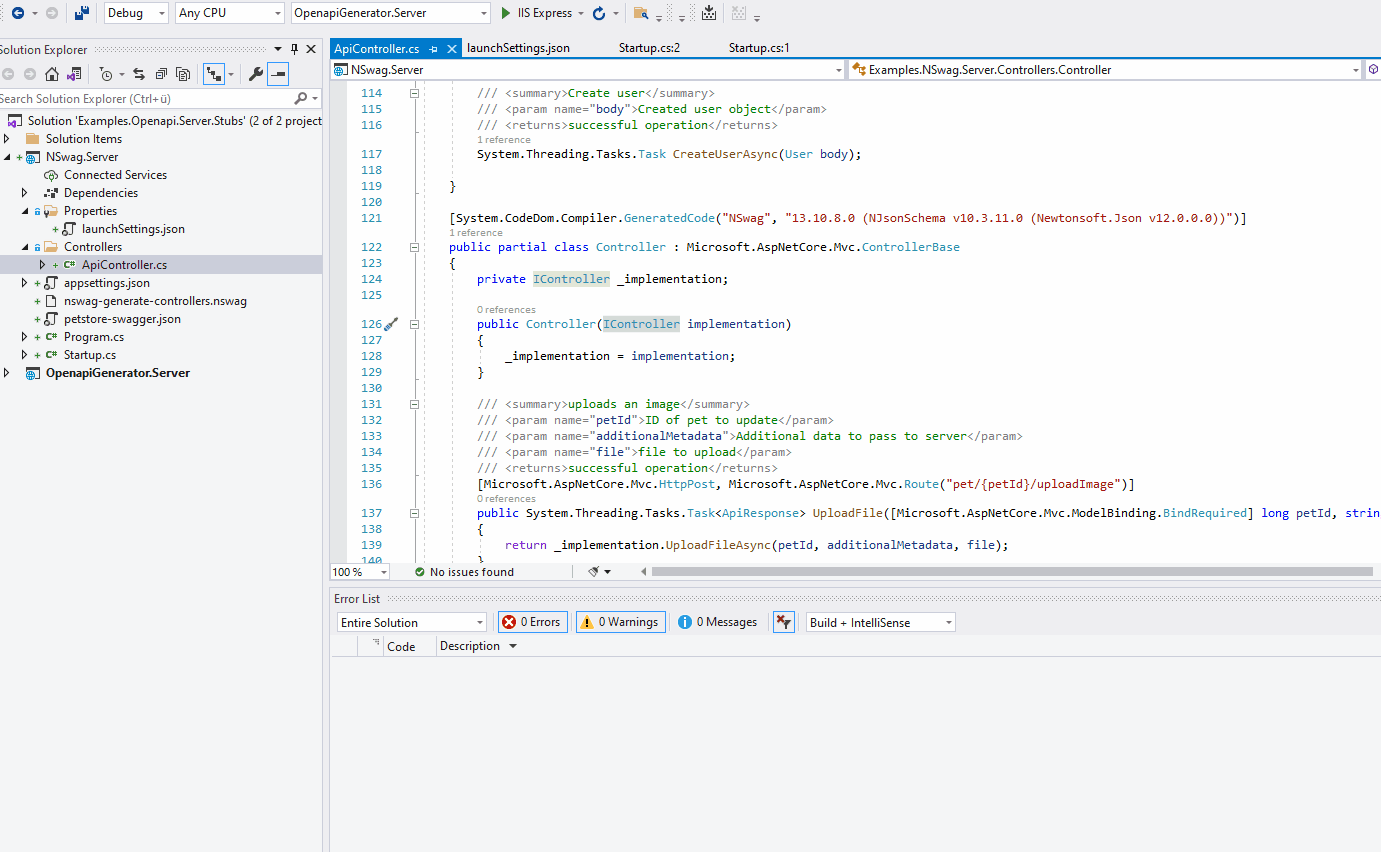 Debug
Any CPU
OpenapiGenerator.Server
IIS Express
Solution Explorer
Search Solution Explorer (Ctrl+ü)
Solution 'Examples.Openapi.Server.Stubs' (2 of 2 project
Solution Items
NSwag.Server
Connected Services
Dependencies
Properties
launchSettings.json
Controllers
C# ApiController.cs
appsettings.json
nswag-generate-controllers.nswag
petstore-swagger.json
C# Program.cs
C# Startup.cs
OpenapiGenerator.Server
ApiController.cs
launchSettings.json
Startup.cs:2
Startup.cs:1
NSwag.Server
Examples.NSwag.Server.Controllers.Controller
114 /// <summary>Create user</summary>
115 /// <param name="body">Created user object</param>
116 /// <returns>successful operation</returns>
1 reference
117 System.Threading.Tasks.Task CreateUserAsync(User body);
118
119 }
120
121 [System.CodeDom.Compiler.GeneratedCode("NSwag", "13.10.8.0 (NJsonSchema v10.3.11.0 (Newtonsoft.Json v12.0.0.0))")]
1 reference
122 public partial class Controller : Microsoft.AspNetCore.Mvc.ControllerBase
123 {
124 private IController _implementation;
125
0 references
126 public Controller(IController implementation)
127 {
128 _implementation = implementation;
129 }
130
131 /// <summary>uploads an image</summary>
132 /// <param name="petId">ID of pet to update</param>
133 /// <param name="additionalMetadata">Additional data to pass to server</param>
134 /// <param name="file">file to upload</param>
135 /// <returns>successful operation</returns>
136 [Microsoft.AspNetCore.Mvc.HttpPost, Microsoft.AspNetCore.Mvc.Route("pet/{petId}/uploadImage")]
0 references
137 public System.Threading.Tasks.Task<ApiResponse> UploadFile([Microsoft.AspNetCore.Mvc.ModelBinding.BindRequired] long petId, strin
138 {
139 return _implementation.UploadFileAsync(petId, additionalMetadata, file);
140 }
100 %
No issues found
Error List
Entire Solution
0 Errors
0 Warnings
0 Messages
Build + IntelliSense
Code
Description